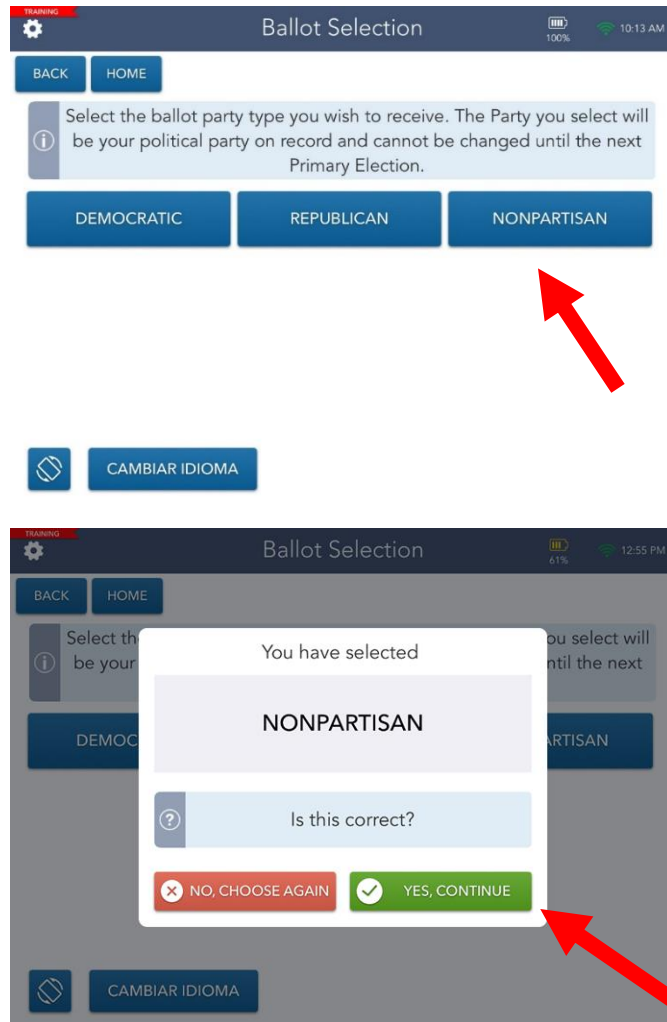 TRAINING
Ballot Selection
100%
10:13 AM
BACK HOME
Select the ballot party type you wish to receive. The Party you select will
be your political party on record and cannot be changed until the next
Primary Election.
DEMOCRATIC REPUBLICAN NONPARTISAN
CAMBIAR IDIOMA
TRAINING
Ballot Selection
61%
12:55 PM
BACK HOME
Select th ou select will
be your ntil the next
DEMOC ARTISAN
You have selected
NONPARTISAN
Is this correct?
NO, CHOOSE AGAIN YES, CONTINUE
CAMBIAR IDIOMA